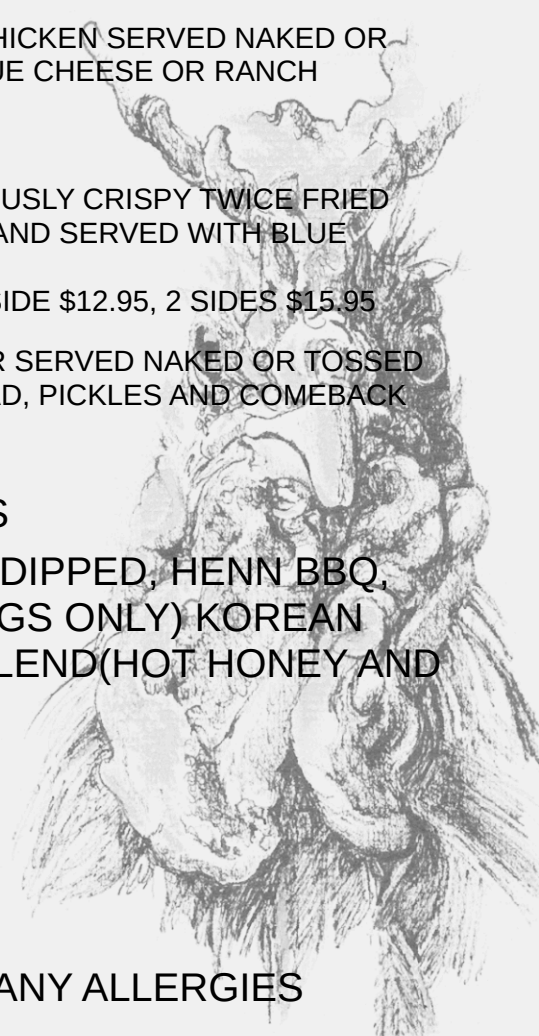 HICKEN SERVED NAKED OR
UE CHEESE OR RANCH
USLY CRISPY TWICE FRIED
AND SERVED WITH BLUE
SIDE $12.95, 2 SIDES $15.95
R SERVED NAKED OR TOSSED
D, PICKLES AND COMEBACK
S
DIPPED, HENN BBQ,
GS ONLY) KOREAN
LEND(HOT HONEY AND
ANY ALLERGIES